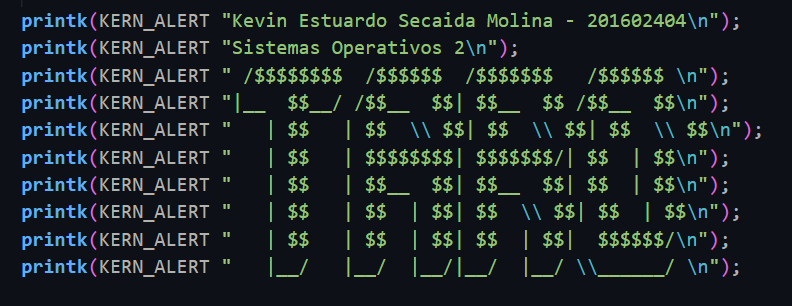 printk(KERN_ALERT "Kevin Estuardo Secaida Molina - 201602404\n");
printk(KERN_ALERT "Sistemas Operativos 2\n");
printk(KERN_ALERT " /$$$$$$$$  /$$$$$$  /$$$$$$$   /$$$$$$ \n");
printk(KERN_ALERT "|__  $$__/ /$$__  $$| $$__  $$ /$$__  $$\n");
printk(KERN_ALERT "   | $$   | $$  \\ $$| $$  \\ $$| $$  \\ $$\n");
printk(KERN_ALERT "   | $$   | $$$$$$$$| $$$$$$$/| $$  | $$\n");
printk(KERN_ALERT "   | $$   | $$__  $$| $$__  $$| $$  | $$\n");
printk(KERN_ALERT "   | $$   | $$  | $$| $$  \\ $$| $$  | $$\n");
printk(KERN_ALERT "   | $$   | $$  | $$| $$  | $$|  $$$$$$/\n");
printk(KERN_ALERT "   |__/   |__/  |__/|__/  |__/ \\______/ \n");